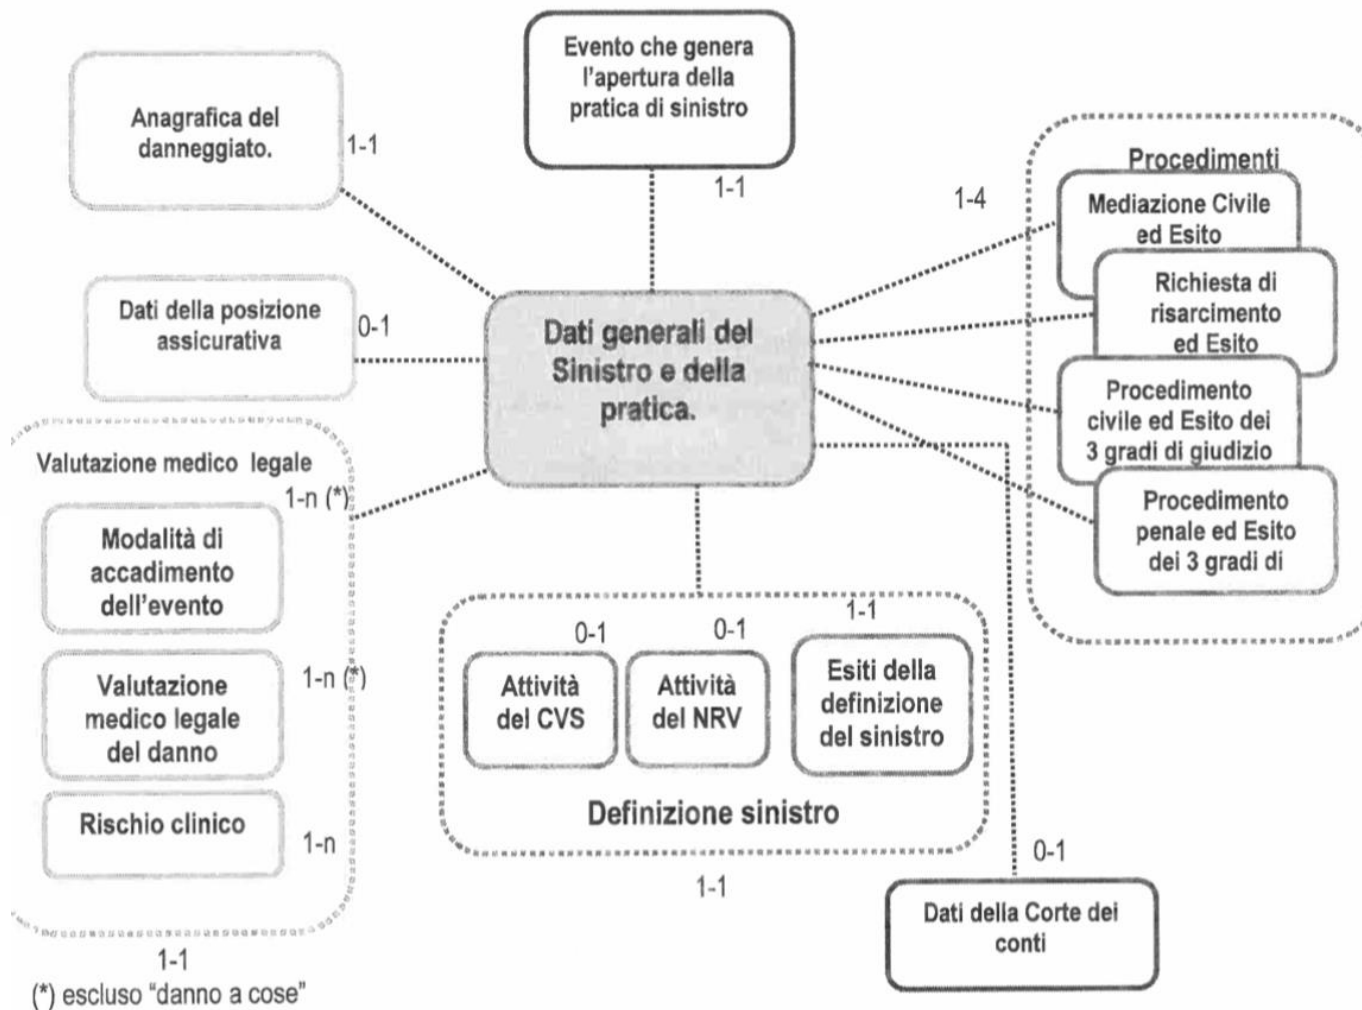 Evento che genera
l'apertura della
pratica di sinistro
1-1
Anagrafica del
danneggiato.
1-1
Dati della posizione
assicurativa
0-1
Dati generali del
Sinistro e della
pratica.
1-4
Procedimenti
Mediazione Civile
ed Esito
Richiesta di
risarcimento
ed Esito
Procedimento
civile ed Esito dei
3 gradi di giudizio
Procedimento
penale ed Esito
dei 3 gradi di
Valutazione medico legale
1-n (*)
Modalità di
accadimento
dell'evento
Valutazione
medico legale
del danno
1-n (*)
Rischio clinico
1-n
1-1
(*) escluso "danno a cose"
0-1
Attività
del CVS
0-1
Attività
del NRV
1-1
Esiti della
definizione
del sinistro
Definizione sinistro
1-1
0-1
Dati della Corte dei
conti